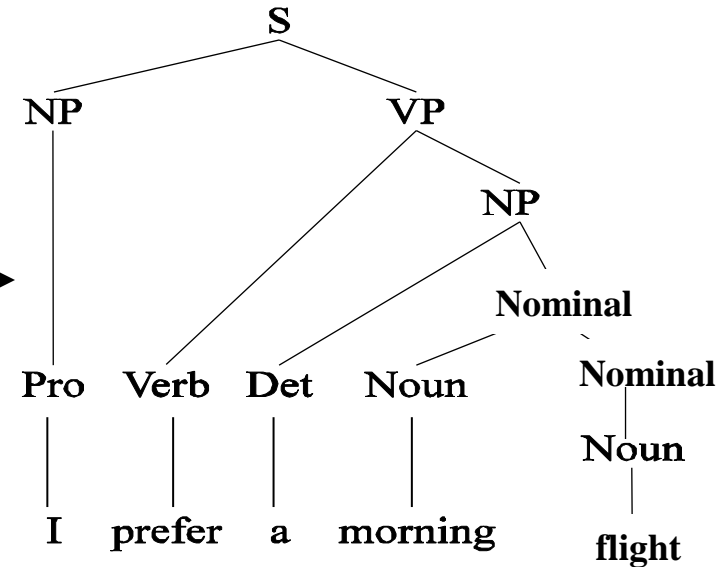 S
NP VP
NP
Nominal
Pro Verb Det Noun Nominal
Noun
I prefer a morning flight